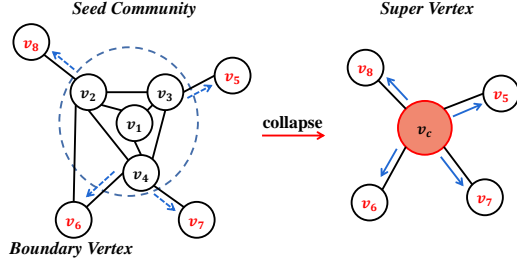 Seed Community
v8
v5
v2
v3
v1
v4
v6
v7
Boundary Vertex
collapse
Super Vertex
v8
v5
vc
v6
v7